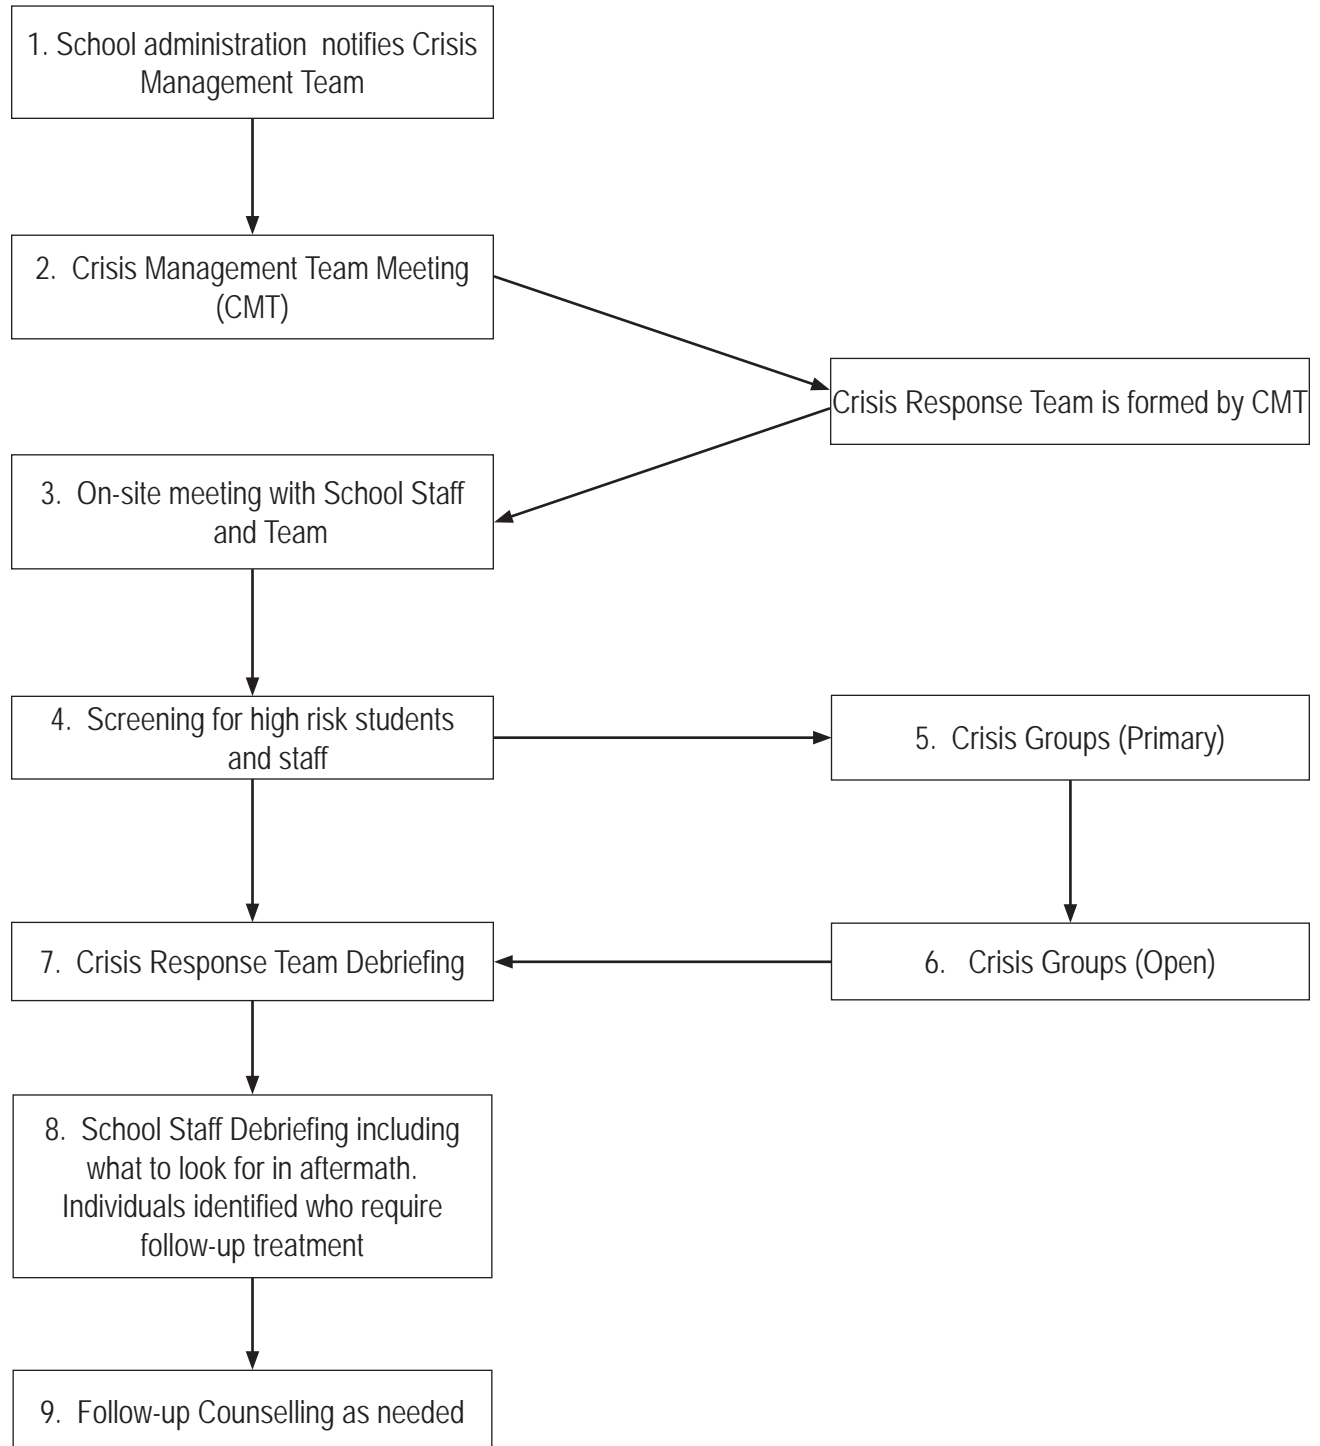 1. School administration notifies Crisis
Management Team
2. Crisis Management Team Meeting
(CMT)
Crisis Response Team is formed by CMT
3. On-site meeting with School Staff
and Team
4. Screening for high risk students
and staff
5. Crisis Groups (Primary)
7. Crisis Response Team Debriefing
6. Crisis Groups (Open)
8. School Staff Debriefing including
what to look for in aftermath.
Individuals identified who require
follow-up treatment
9. Follow-up Counselling as needed